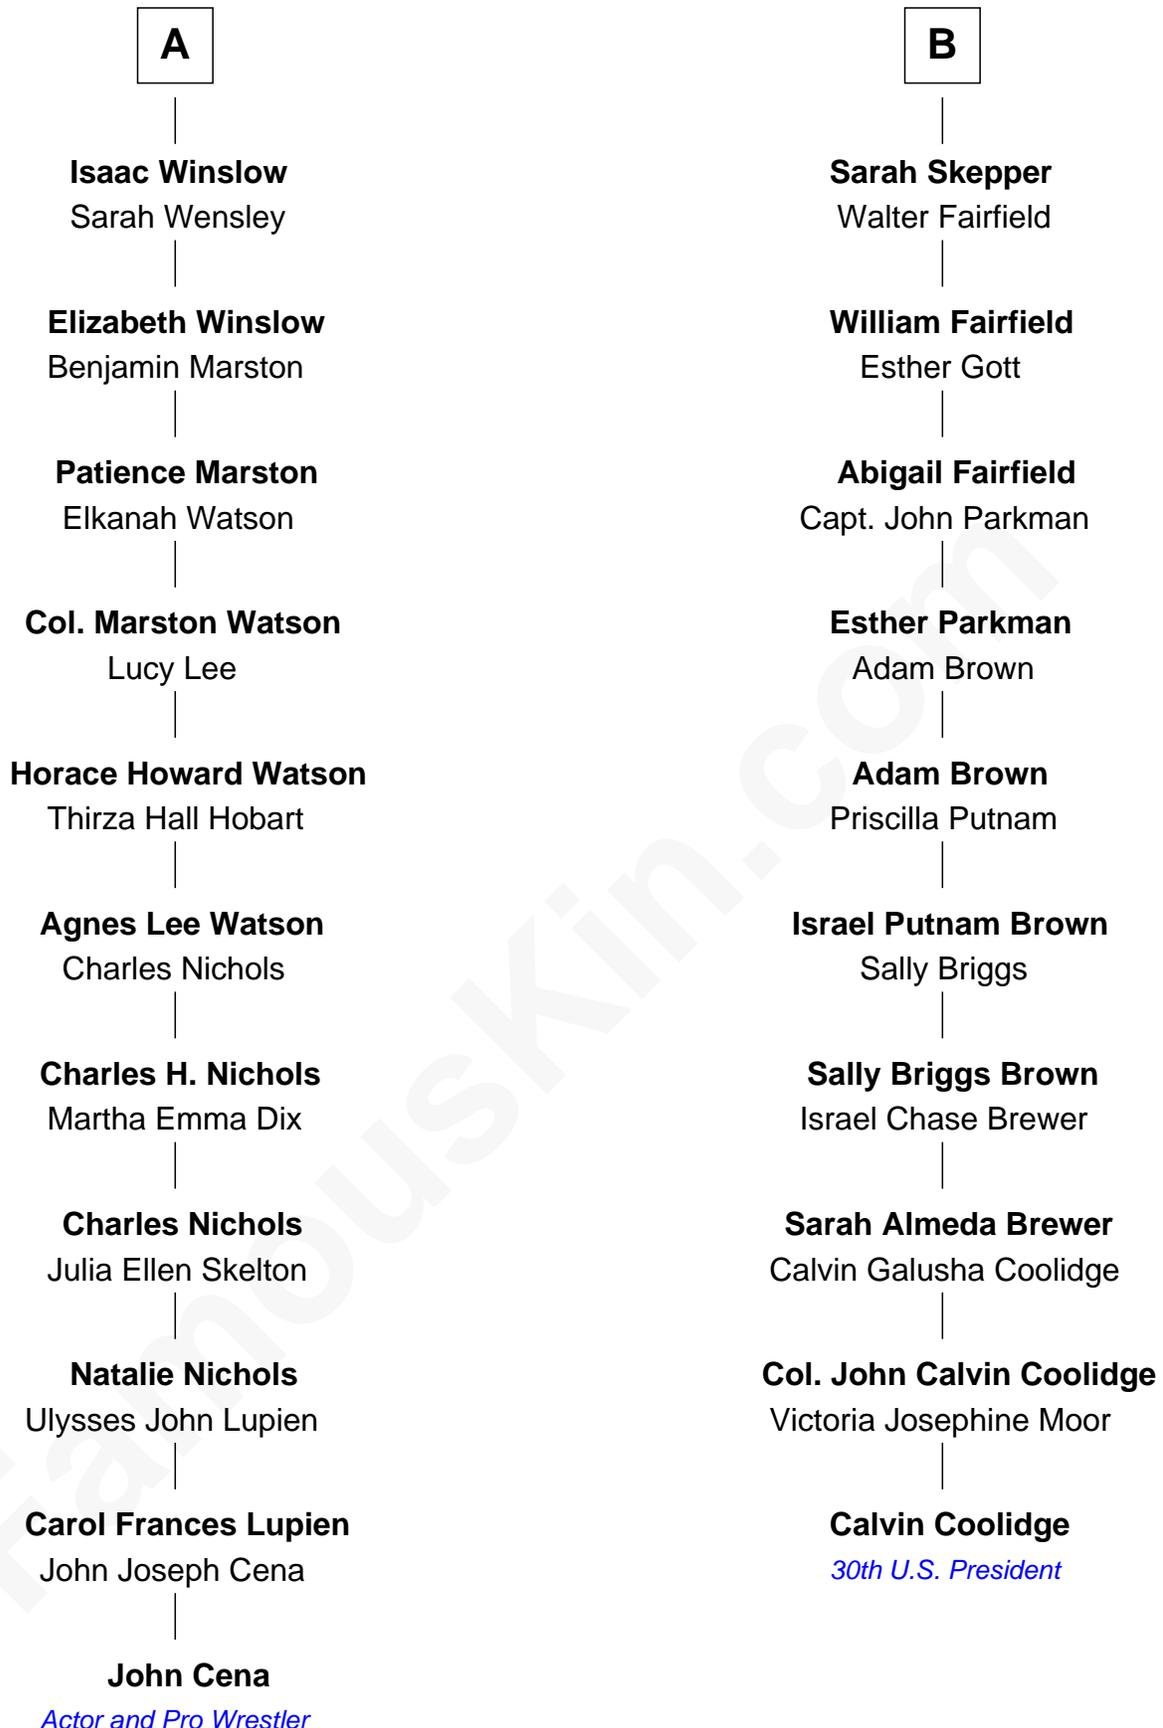 A
Isaac Winslow
Sarah Wensley
Elizabeth Winslow
Benjamin Marston
Patience Marston
Elkanah Watson
Col. Marston Watson
Lucy Lee
Horace Howard Watson
Thirza Hall Hobart
Agnes Lee Watson
Charles Nichols
Charles H. Nichols
Martha Emma Dix
Charles Nichols
Julia Ellen Skelton
Natalie Nichols
Ulysses John Lupien
Carol Frances Lupien
John Joseph Cena
John Cena
Actor and Pro Wrestler
B
Sarah Skepper
Walter Fairfield
William Fairfield
Esther Gott
Abigail Fairfield
Capt. John Parkman
Esther Parkman
Adam Brown
Adam Brown
Priscilla Putnam
Israel Putnam Brown
Sally Briggs
Sally Briggs Brown
Israel Chase Brewer
Sarah Almeda Brewer
Calvin Galusha Coolidge
Col. John Calvin Coolidge
Victoria Josephine Moor
Calvin Coolidge
30th U.S. President
FamousKin.com